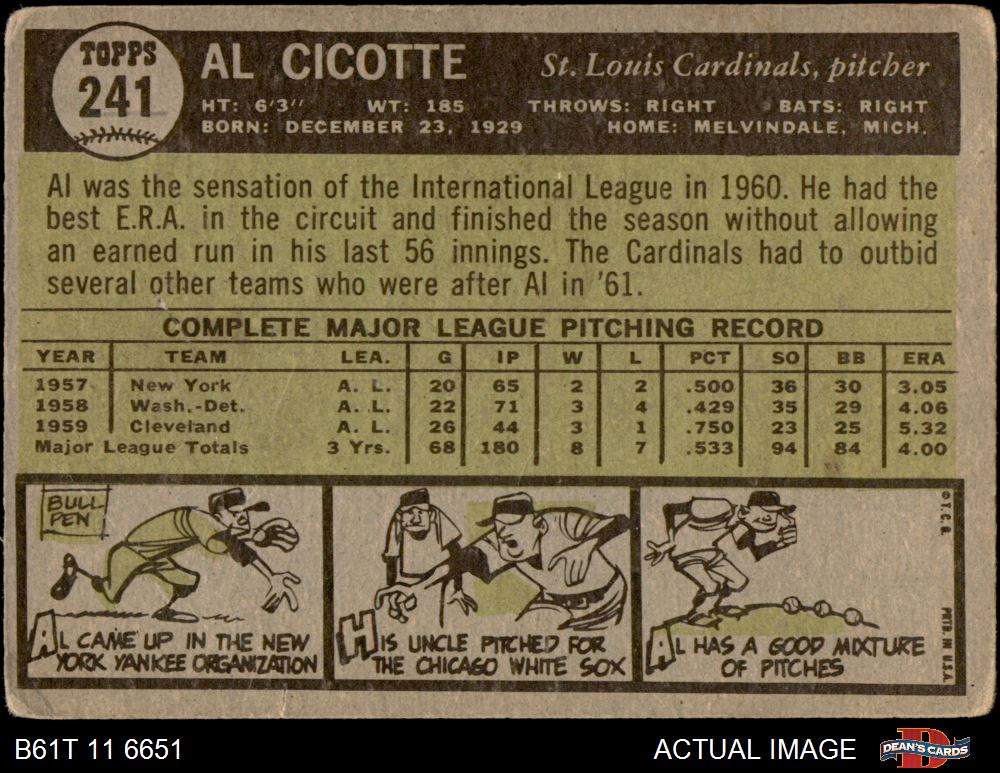 TOPPS
241
AL CICOTTE
St. Louis Cardinals, pitcher
HT: 6'3" WT: 185 THROWS: RIGHT BATS: RIGHT
BORN: DECEMBER 23, 1929 HOME: MELVINDALE, MICH.
Al was the sensation of the International League in 1960. He had the
best E.R.A. in the circuit and finished the season without allowing
an earned run in his last 56 innings. The Cardinals had to outbid
several other teams who were after Al in '61.
COMPLETE MAJOR LEAGUE PITCHING RECORD
YEAR TEAM LEA. G IP W L PCT SO BB ERA
1957 New York A. L. 20 65 2 2 .500 36 30 3.05
1958 Wash.-Det. A. L. 22 71 3 4 .429 35 29 4.06
1959 Cleveland A. L. 26 44 3 1 .750 23 25 5.32
Major League Totals 3 Yrs. 68 180 8 7 .533 94 84 4.00
BULL
PEN
AL CAME UP IN THE NEW
YORK YANKEE ORGANIZATION
HIS UNCLE PITCHED FOR
THE CHICAGO WHITE SOX
AL HAS A GOOD MIXTURE
OF PITCHES
© T.C.G.
PRTD. IN U.S.A.
B61T 11 6651
ACTUAL IMAGE
DEAN'S CARDS